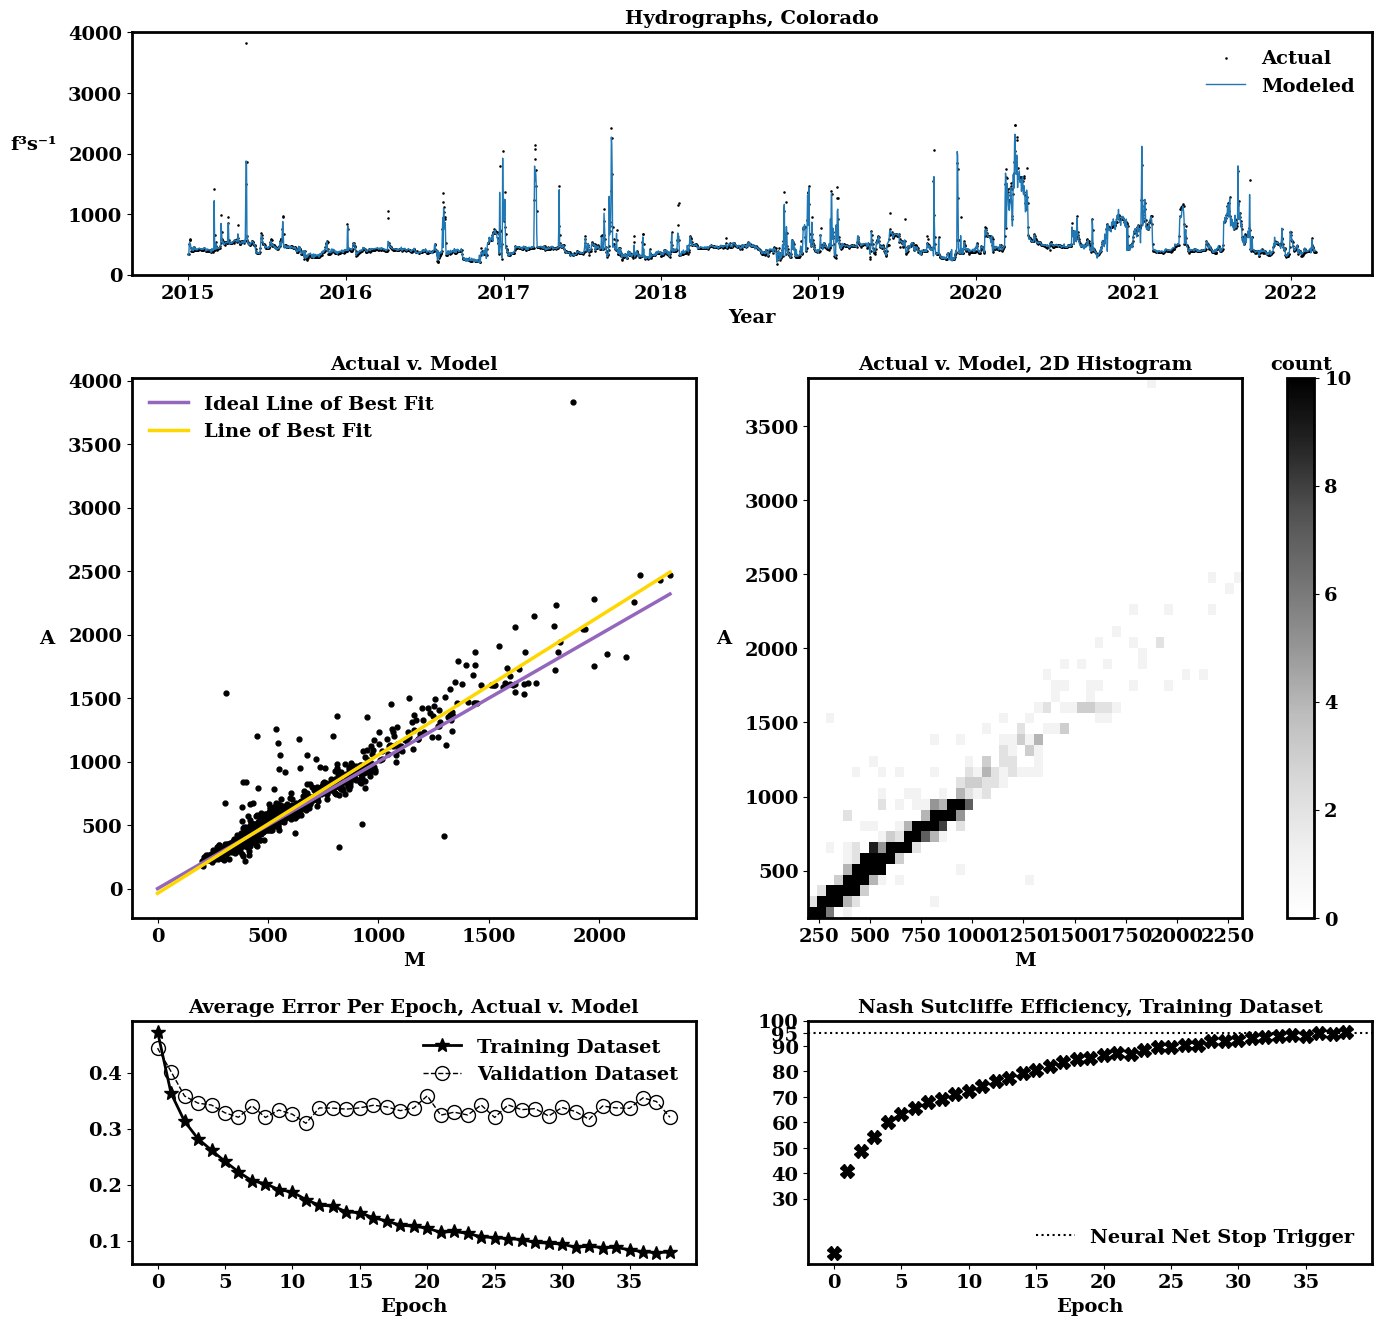 Hydrographs, Colorado
4000
3000
2000
1000
0
f³s⁻¹
Actual
Modeled
2015 2016 2017 2018 2019 2020 2021 2022
Year
Actual v. Model
4000
3500
3000
2500
2000
1500
1000
500
0
A
Ideal Line of Best Fit
Line of Best Fit
0 500 1000 1500 2000
M
Actual v. Model, 2D Histogram
3500
3000
2500
2000
1500
1000
500
A
250 500 750 1000 1250 1500 1750 2000 2250
M
count
10
8
6
4
2
0
Average Error Per Epoch, Actual v. Model
0.4
0.3
0.2
0.1
Training Dataset
Validation Dataset
0 5 10 15 20 25 30 35
Epoch
Nash Sutcliffe Efficiency, Training Dataset
100
95
90
80
70
60
50
40
30
Neural Net Stop Trigger
0 5 10 15 20 25 30 35
Epoch